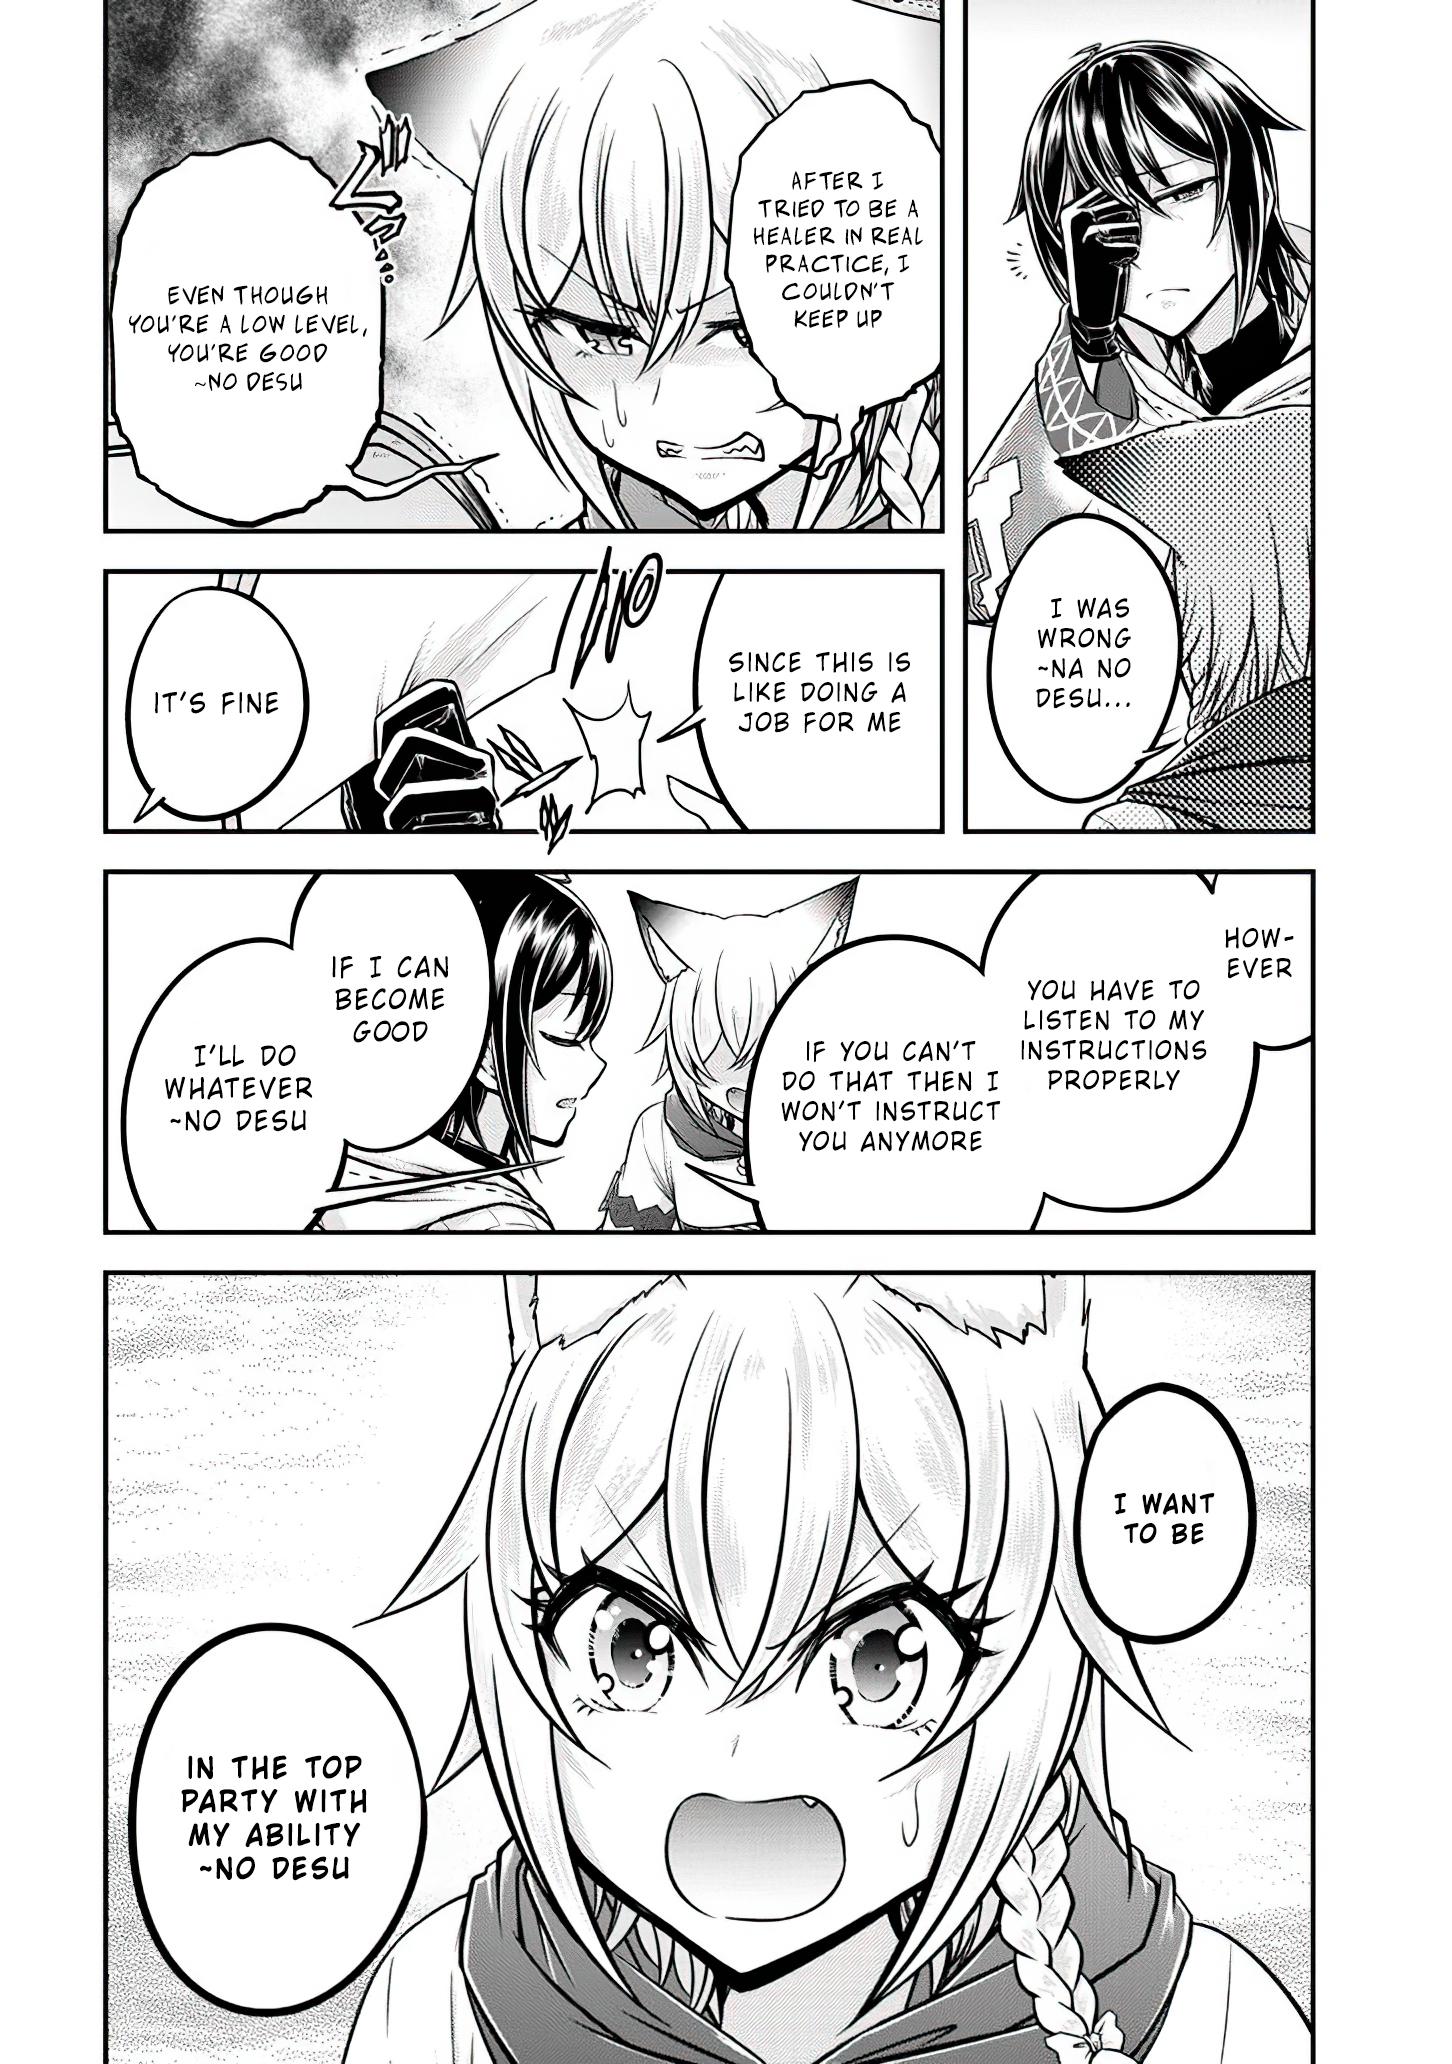 I WAS
WRONG
~NA NO
DESU...
AFTER I
TRIED TO BE A
HEALER IN REAL
PRACTICE, I
COULDN'T
KEEP UP
EVEN THOUGH
YOU'RE A LOW LEVEL,
YOU'RE GOOD
~NO DESU
SINCE THIS IS
LIKE DOING A
JOB FOR ME
IT'S FINE
HOW-
EVER
YOU HAVE TO
LISTEN TO MY
INSTRUCTIONS
PROPERLY
IF YOU CAN'T
DO THAT THEN I
WON'T INSTRUCT
YOU ANYMORE
IF I CAN
BECOME
GOOD
I'LL DO
WHATEVER
~NO DESU
I WANT
TO BE
IN THE TOP
PARTY WITH
MY ABILITY
~NO DESU